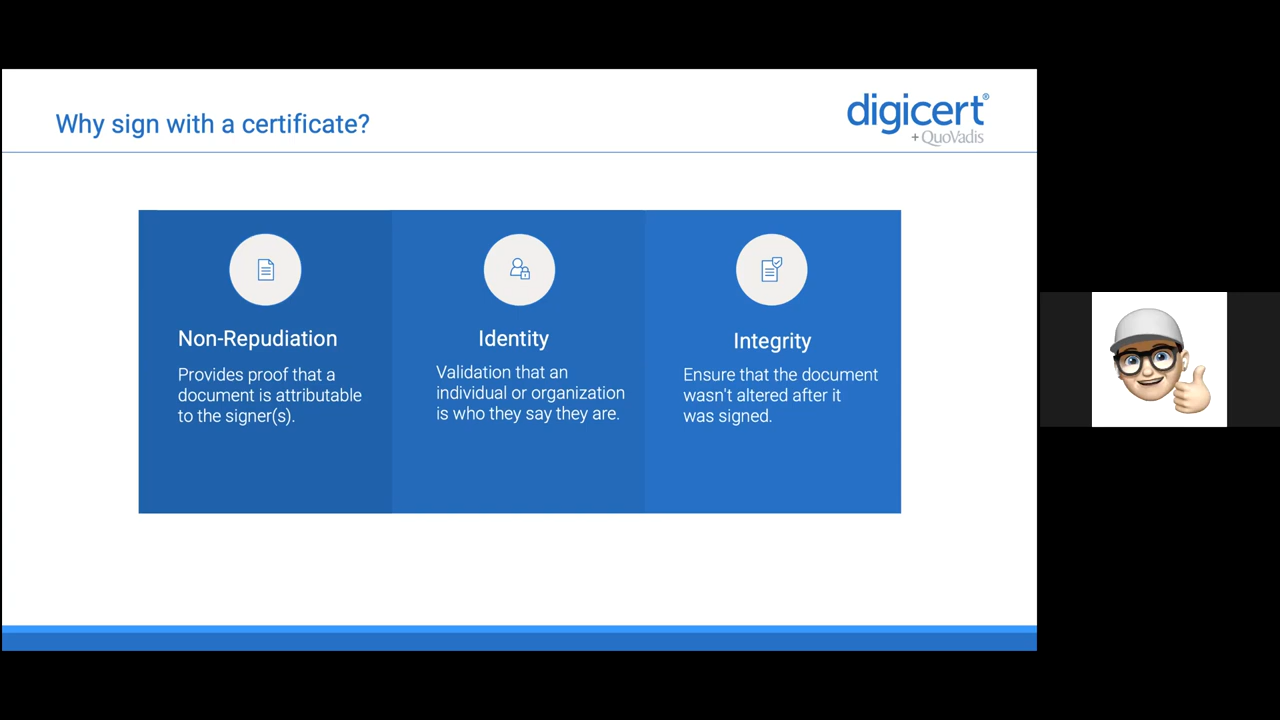 Why sign with a certificate?
digicert®
+ QuoVadis
Non-Repudiation
Provides proof that a
document is attributable
to the signer(s).
Identity
Validation that an
individual or organization
is who they say they are.
Integrity
Ensure that the document
wasn't altered after it
was signed.